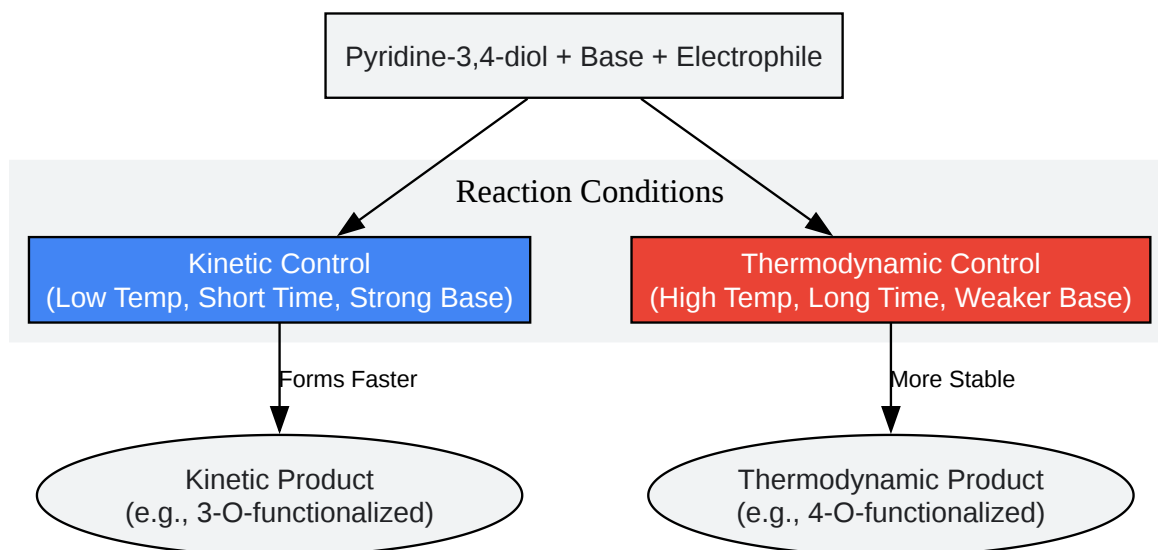 Pyridine-3,4-diol + Base + Electrophile
Reaction Conditions
Kinetic Control
(Low Temp, Short Time, Strong Base)
Thermodynamic Control
(High Temp, Long Time, Weaker Base)
Forms Faster
More Stable
Kinetic Product
(e.g., 3-O-functionalized)
Thermodynamic Product
(e.g., 4-O-functionalized)